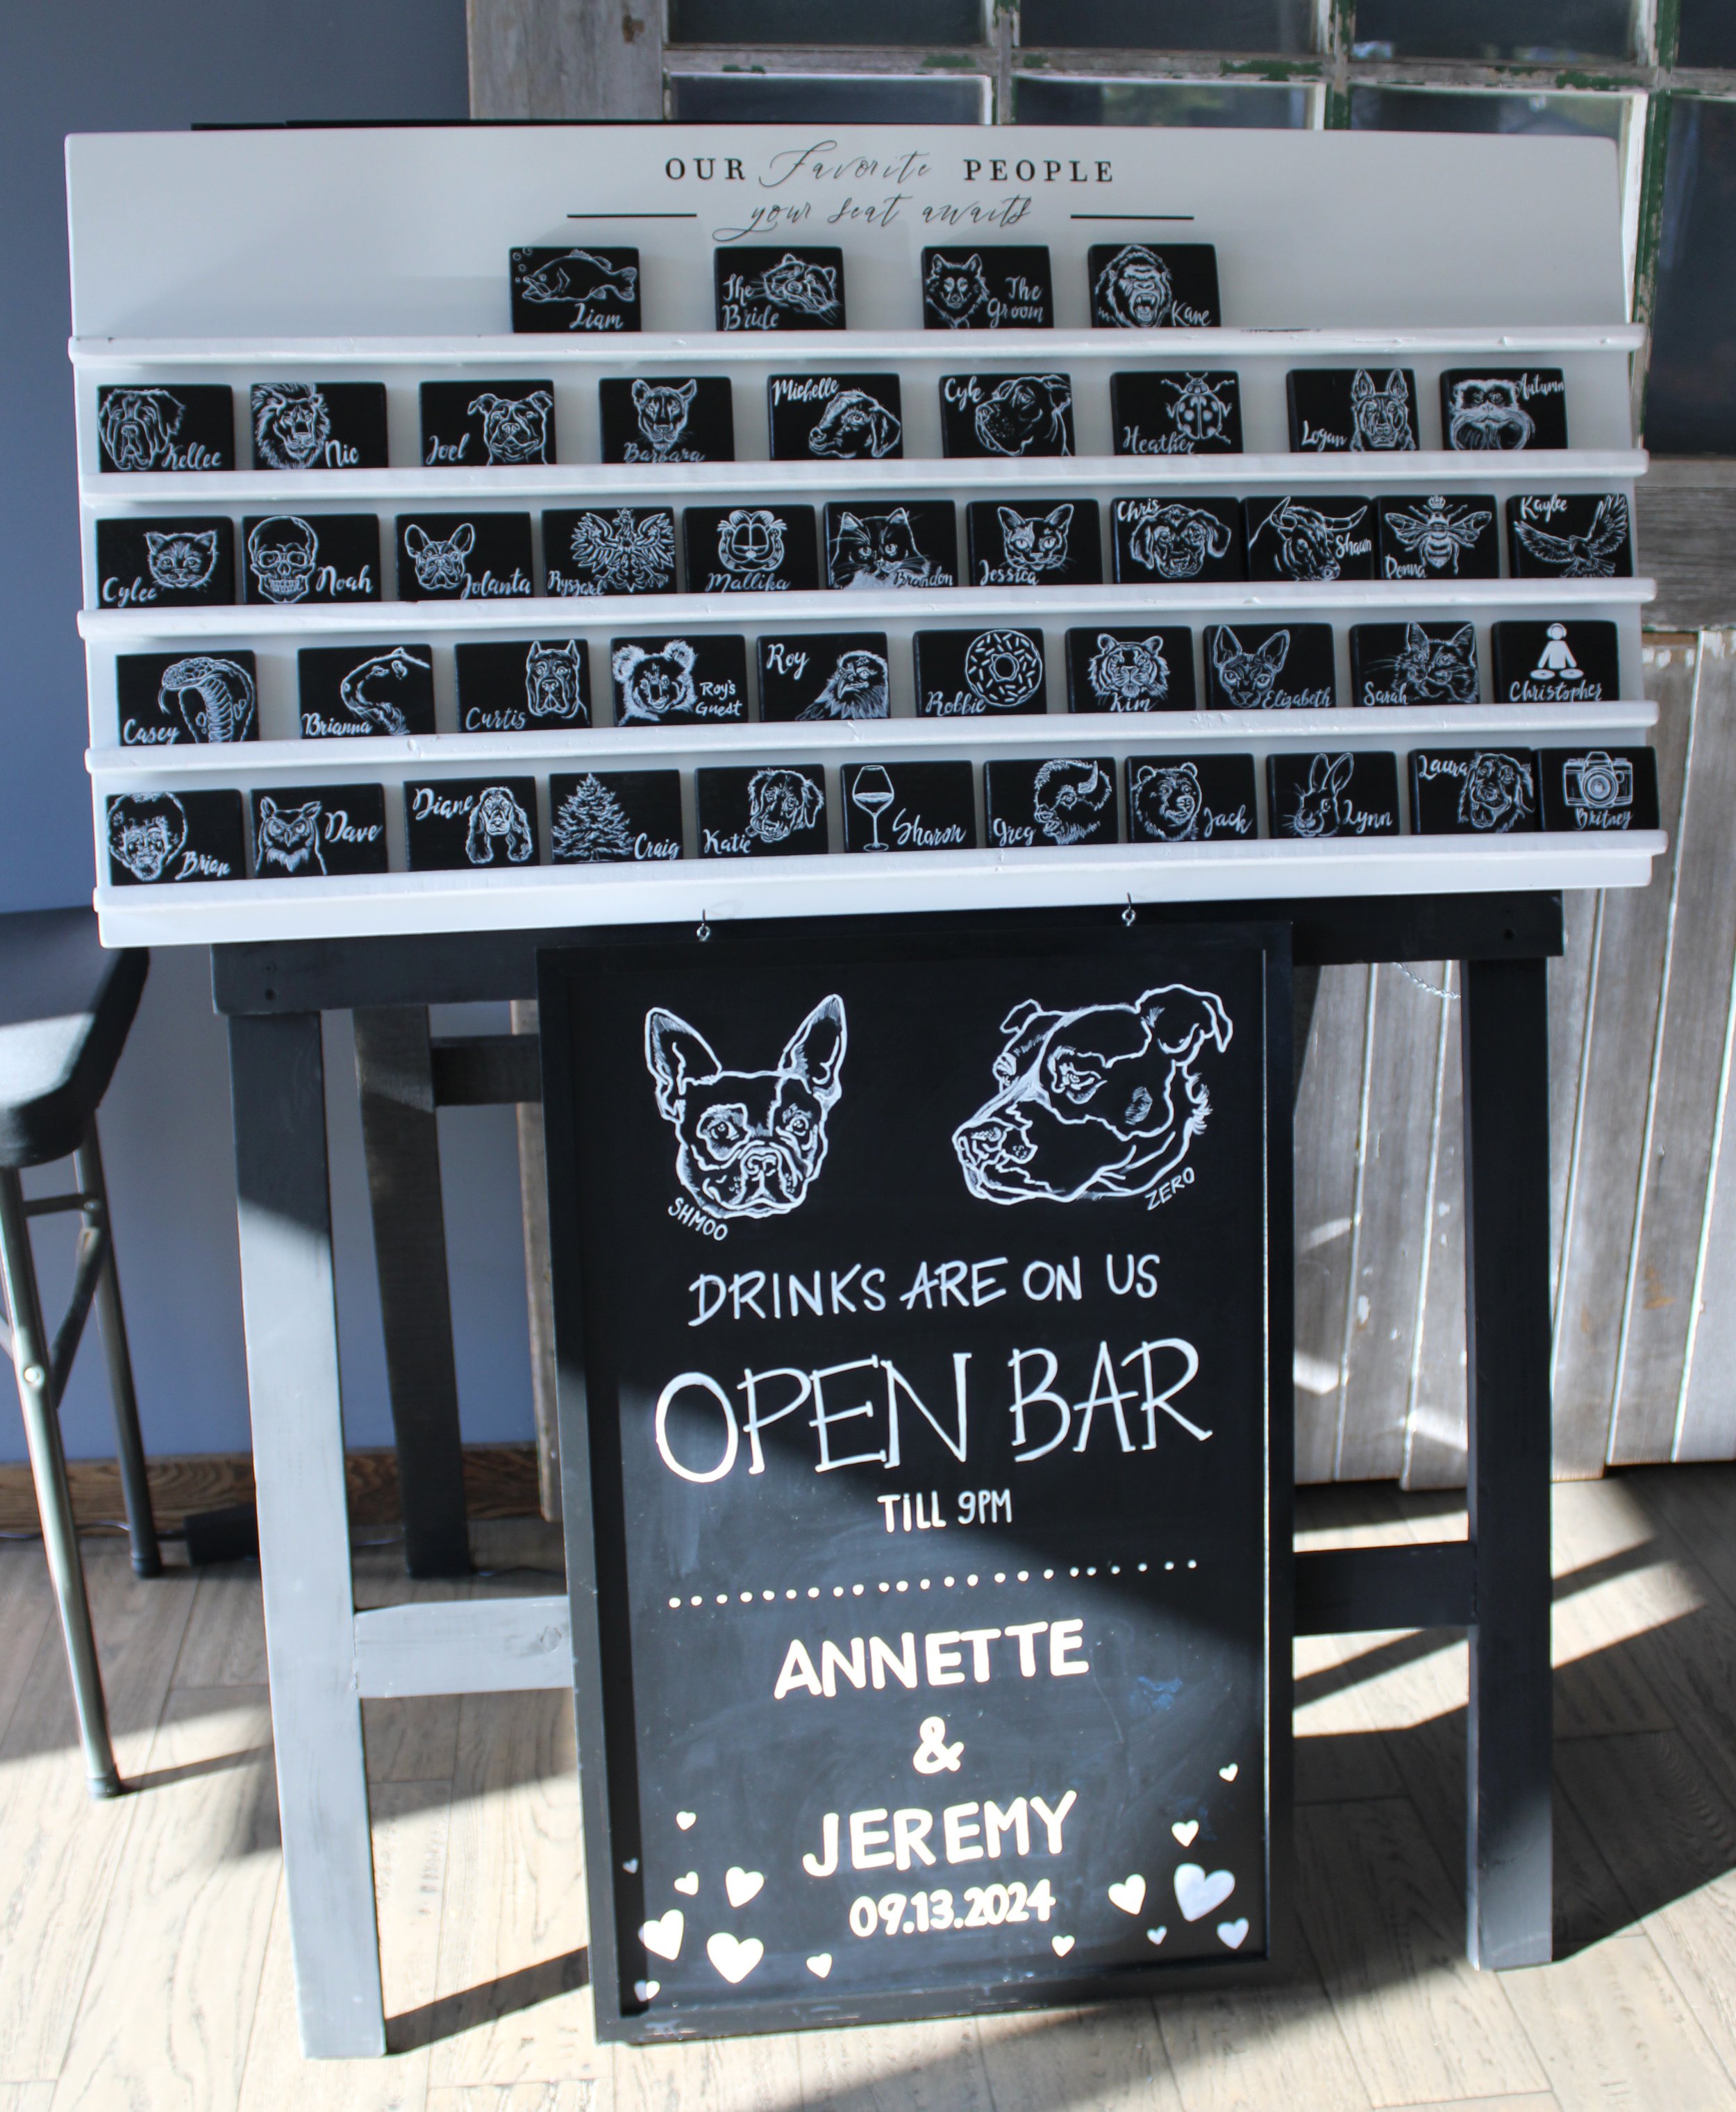 OUR Favorite PEOPLE
your seat awaits
Liam
The Bride
The Groom
Kane
Kellee
Nic
Joel
Barbara
Michelle
Cyle
Heather
Logan
Autumn
Cylee
Noah
Jolanta
Ryszard
Mallika
Brandon
Jessica
Chris
Shawn
Donna
Kaylee
Casey
Brianna
Curtis
Roy's Guest
Roy
Robbie
Kim
Elizabeth
Sarah
Christopher
Brian
Dave
Diane
Craig
Katie
Sharon
Greg
Jack
Lynn
Laura
Britney
SHMOO
ZERO
DRINKS ARE ON US
OPEN BAR
TILL 9PM
ANNETTE
&
JEREMY
09.13.2024